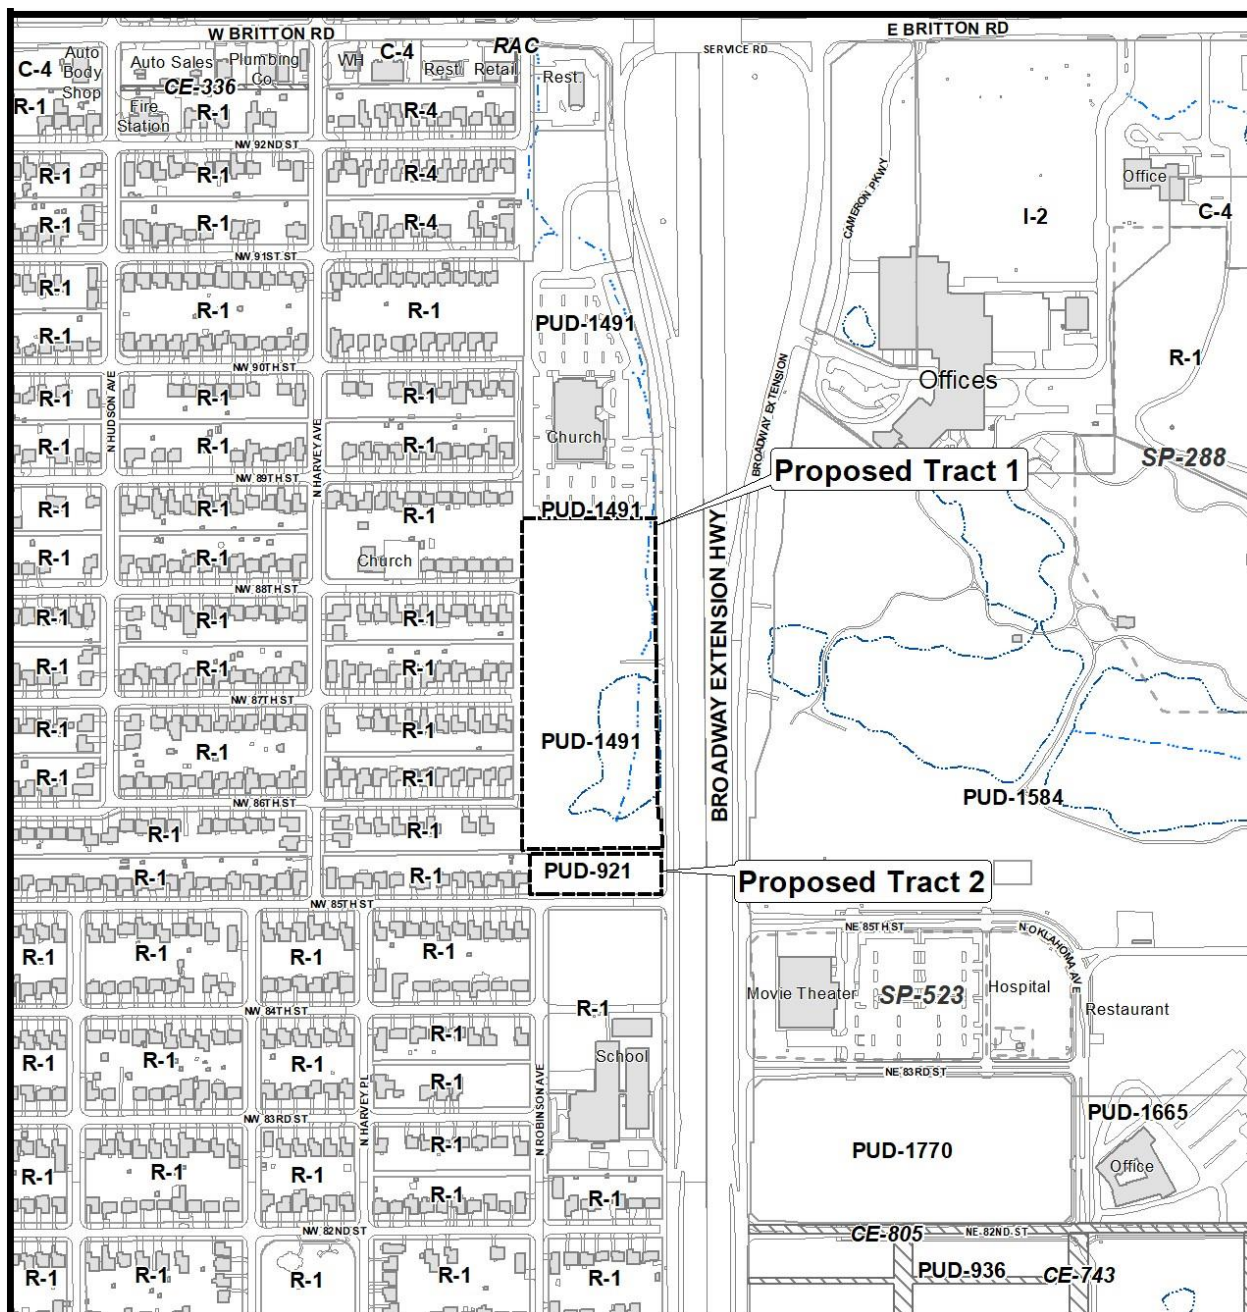 W BRITTON RD
E BRITTON RD
SERVICE RD
RAC
C-4
Auto
Body
Shop
Auto Sales
Plumbing
Co.
WH
C-4
Rest.
Retail
Rest.
CE-336
R-1
Fire
Station
R-1
R-4
NW 92ND ST
R-1
R-1
R-4
Office
C-4
I-2
CAMERON PKWY
R-1
R-1
R-4
NW 91ST ST
R-1
R-1
R-1
PUD-1491
R-1
R-1
NW 90TH ST
Offices
R-1
R-1
R-1
N HUDSON AVE
N HARVEY AVE
BROADWAY EXTENSION
Church
R-1
R-1
R-1
SP-288
Proposed Tract 1
NW 89TH ST
R-1
R-1
R-1
PUD-1491
R-1
R-1
Church
NW 88TH ST
R-1
R-1
R-1
BROADWAY EXTENSION HWY
R-1
R-1
R-1
NW 87TH ST
R-1
R-1
R-1
PUD-1491
R-1
R-1
PUD-1584
NW 86TH ST
R-1
R-1
R-1
R-1
PUD-921
Proposed Tract 2
NW 85TH ST
NE 85TH ST
N OKLAHOMA AVE
R-1
R-1
R-1
R-1
Movie Theater
SP-523
Hospital
Restaurant
NW 84TH ST
R-1
R-1
R-1
R-1
R-1
School
R-1
NE 83RD ST
N HARVEY PL
N ROBINSON AVE
NW 83RD ST
PUD-1665
PUD-1770
Office
R-1
R-1
R-1
R-1
R-1
R-1
NW 82ND ST
CE-805
NE 82ND ST
R-1
R-1
R-1
R-1
R-1
PUD-936
CE-743